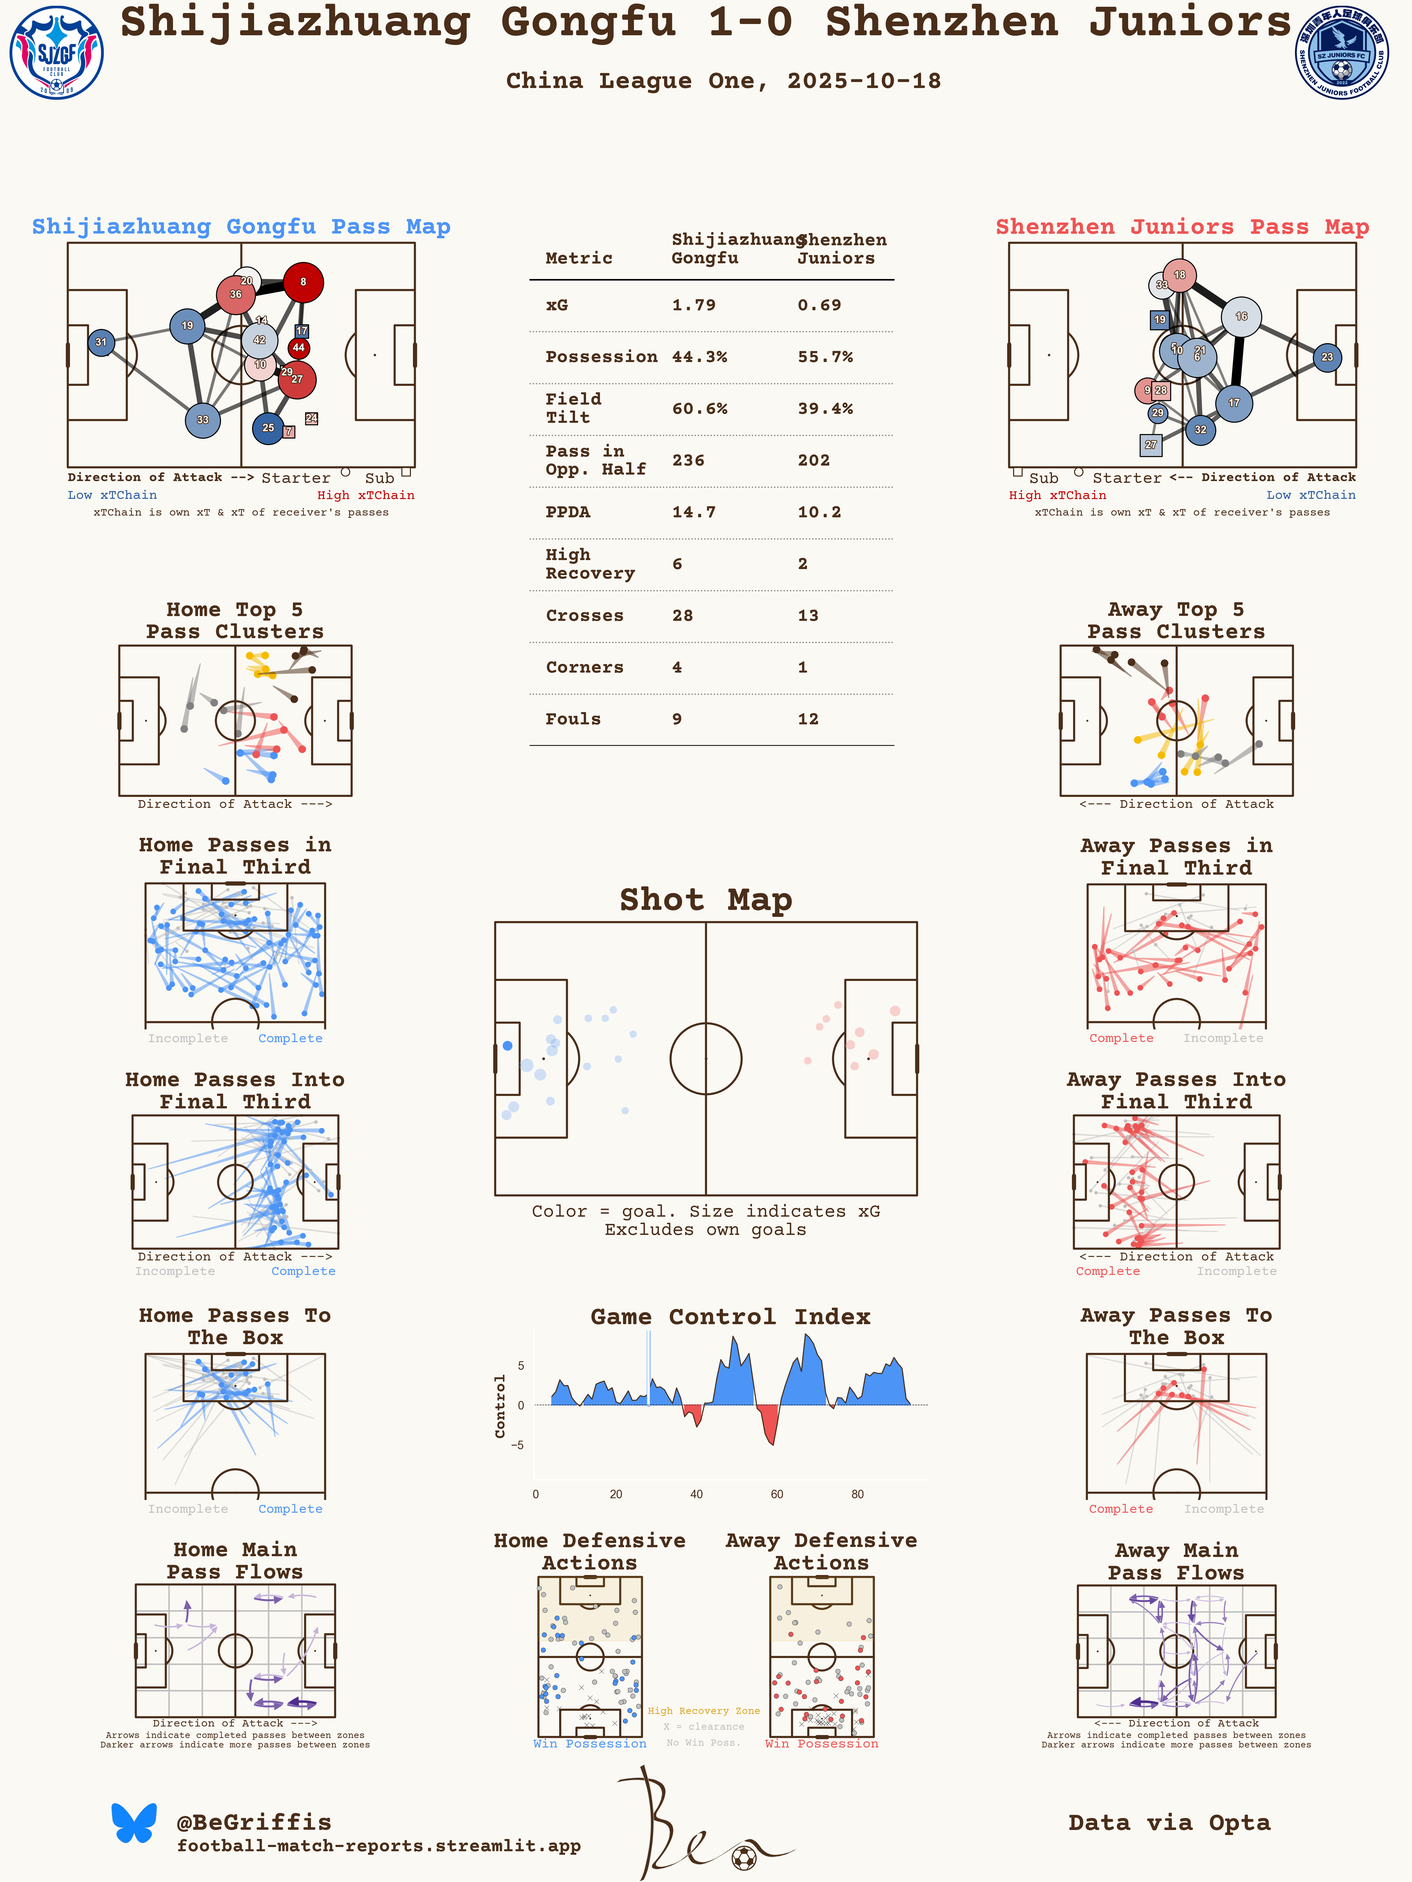 Shijiazhuang Gongfu 1-0 Shenzhen Juniors
China League One, 2025-10-18
SJZGF
FOOTBALL
CLUB
深圳青年人足球俱乐部
SZ JUNIORS FC
SHENZHEN JUNIORS FOOTBALL CLUB
Shijiazhuang Gongfu Pass Map
20
36
8
14
17
19
42
44
31
10
29
27
33
25
7
24
Direction of Attack --> Starter Sub
Low xTChain High xTChain
xTChain is own xT & xT of receiver's passes
Metric Shijiazhuang Gongfu Shenzhen Juniors
xG 1.79 0.69
Possession 44.3% 55.7%
Field
Tilt 60.6% 39.4%
Pass in
Opp. Half 236 202
PPDA 14.7 10.2
High
Recovery 6 2
Crosses 28 13
Corners 4 1
Fouls 9 12
Shenzhen Juniors Pass Map
18
33
19
16
5
10
21
6
23
9
28
17
29
32
27
Sub Starter <-- Direction of Attack
High xTChain Low xTChain
xTChain is own xT & xT of receiver's passes
Home Top 5
Pass Clusters
Direction of Attack --->
Away Top 5
Pass Clusters
<--- Direction of Attack
Home Passes in
Final Third
Incomplete Complete
Away Passes in
Final Third
Complete Incomplete
Shot Map
Color = goal. Size indicates xG
Excludes own goals
Home Passes Into
Final Third
Direction of Attack --->
Incomplete Complete
Away Passes Into
Final Third
<--- Direction of Attack
Complete Incomplete
Home Passes To
The Box
Incomplete Complete
Game Control Index
Control
5
0
−5
0 20 40 60 80
Away Passes To
The Box
Complete Incomplete
Home Main
Pass Flows
Direction of Attack --->
Arrows indicate completed passes between zones
Darker arrows indicate more passes between zones
Home Defensive
Actions
Win Possession
High Recovery Zone
X = clearance
No Win Poss.
Away Defensive
Actions
Win Possession
Away Main
Pass Flows
<--- Direction of Attack
Arrows indicate completed passes between zones
Darker arrows indicate more passes between zones
@BeGriffis
football-match-reports.streamlit.app
Ben
Data via Opta